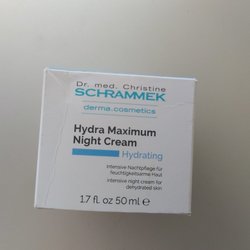 Dr. med. Christine
SCHRAMMEK
derma.cosmetics
Hydra Maximum
Night Cream
Hydrating
intensive Nachtpflege für
feuchtigkeitsarme Haut
intensive night cream for
dehydrated skin
1.7 fl. oz 50 ml ℮